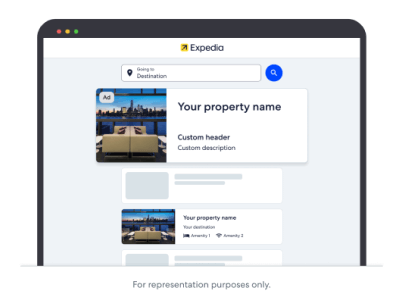 Expedia
Going to
Destination
Ad
Your property name
Custom header
Custom description
Your property name
Your destination
Amenity 1 Amenity 2
For representation purposes only.